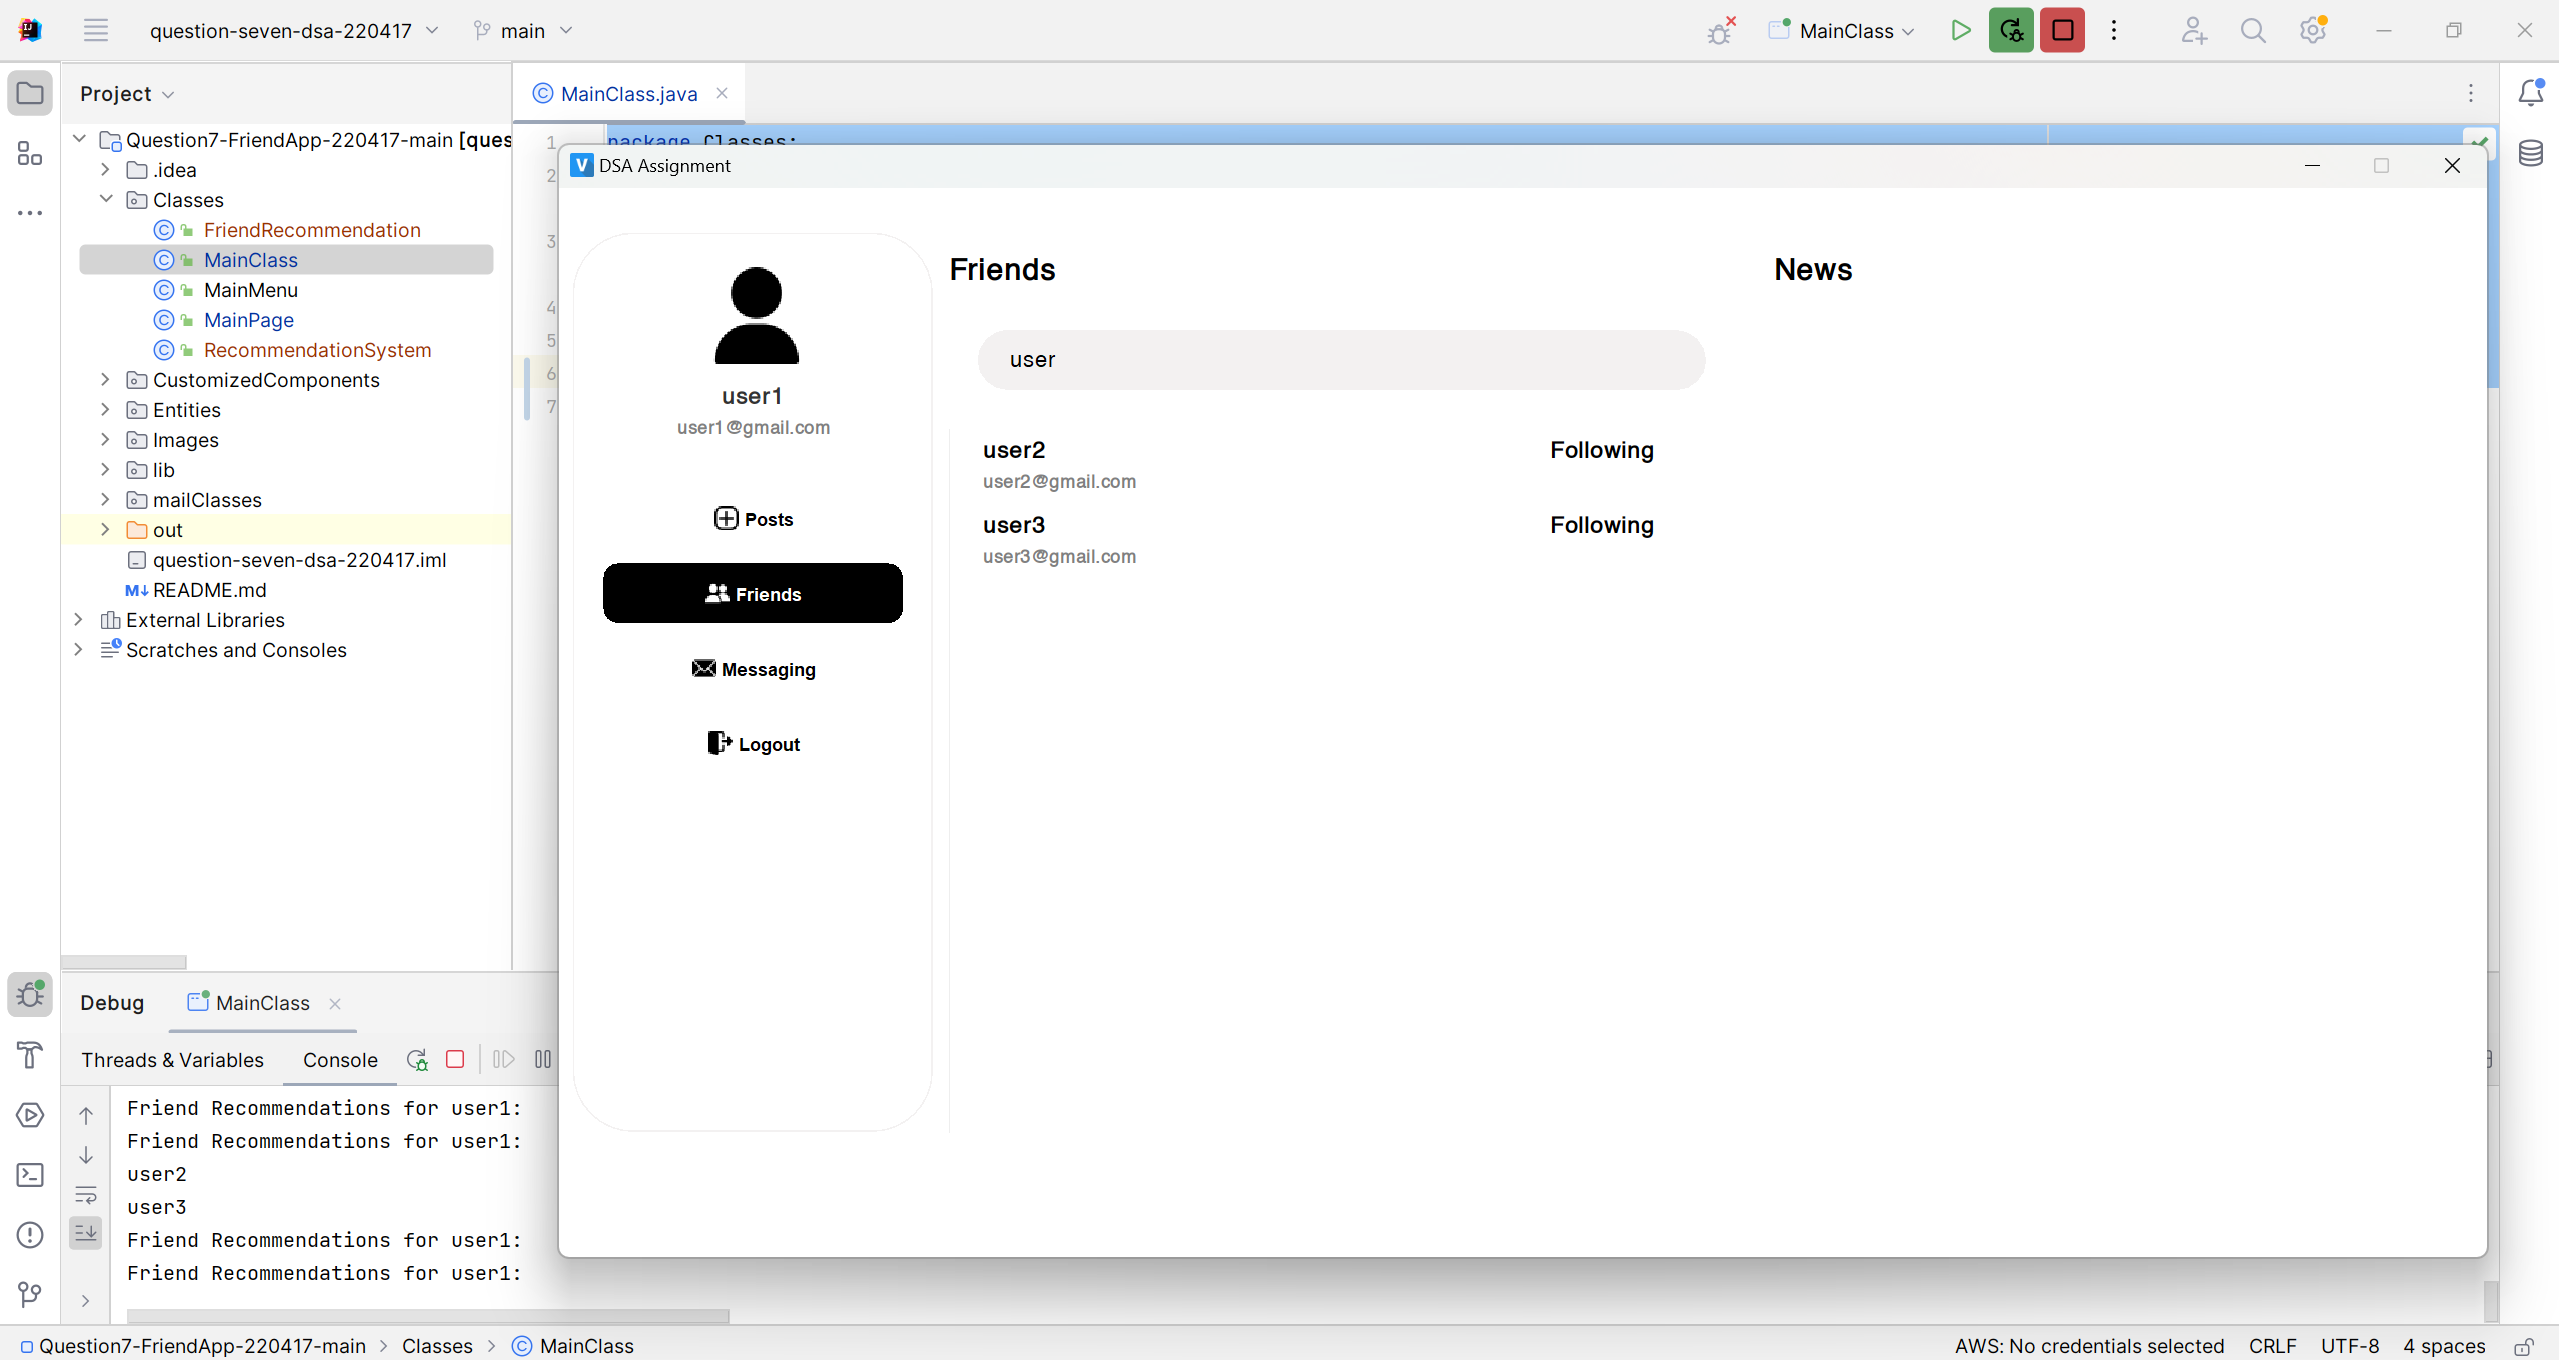 question-seven-dsa-220417
main
MainClass
Project
MainClass.java
Question7-FriendApp-220417-main [ques
.idea
Classes
FriendRecommendation
MainClass
MainMenu
MainPage
RecommendationSystem
CustomizedComponents
Entities
Images
lib
mailClasses
out
question-seven-dsa-220417.iml
M↓ README.md
External Libraries
Scratches and Consoles
1
2
3
4
5
6
7
package Classes;
V DSA Assignment
user1
user1@gmail.com
Posts
Friends
Messaging
Logout
Friends
user
user2
user2@gmail.com
Following
user3
user3@gmail.com
Following
News
Debug
MainClass
Threads & Variables
Console
Friend Recommendations for user1:
Friend Recommendations for user1:
user2
user3
Friend Recommendations for user1:
Friend Recommendations for user1:
Question7-FriendApp-220417-main > Classes > MainClass
AWS: No credentials selected
CRLF
UTF-8
4 spaces